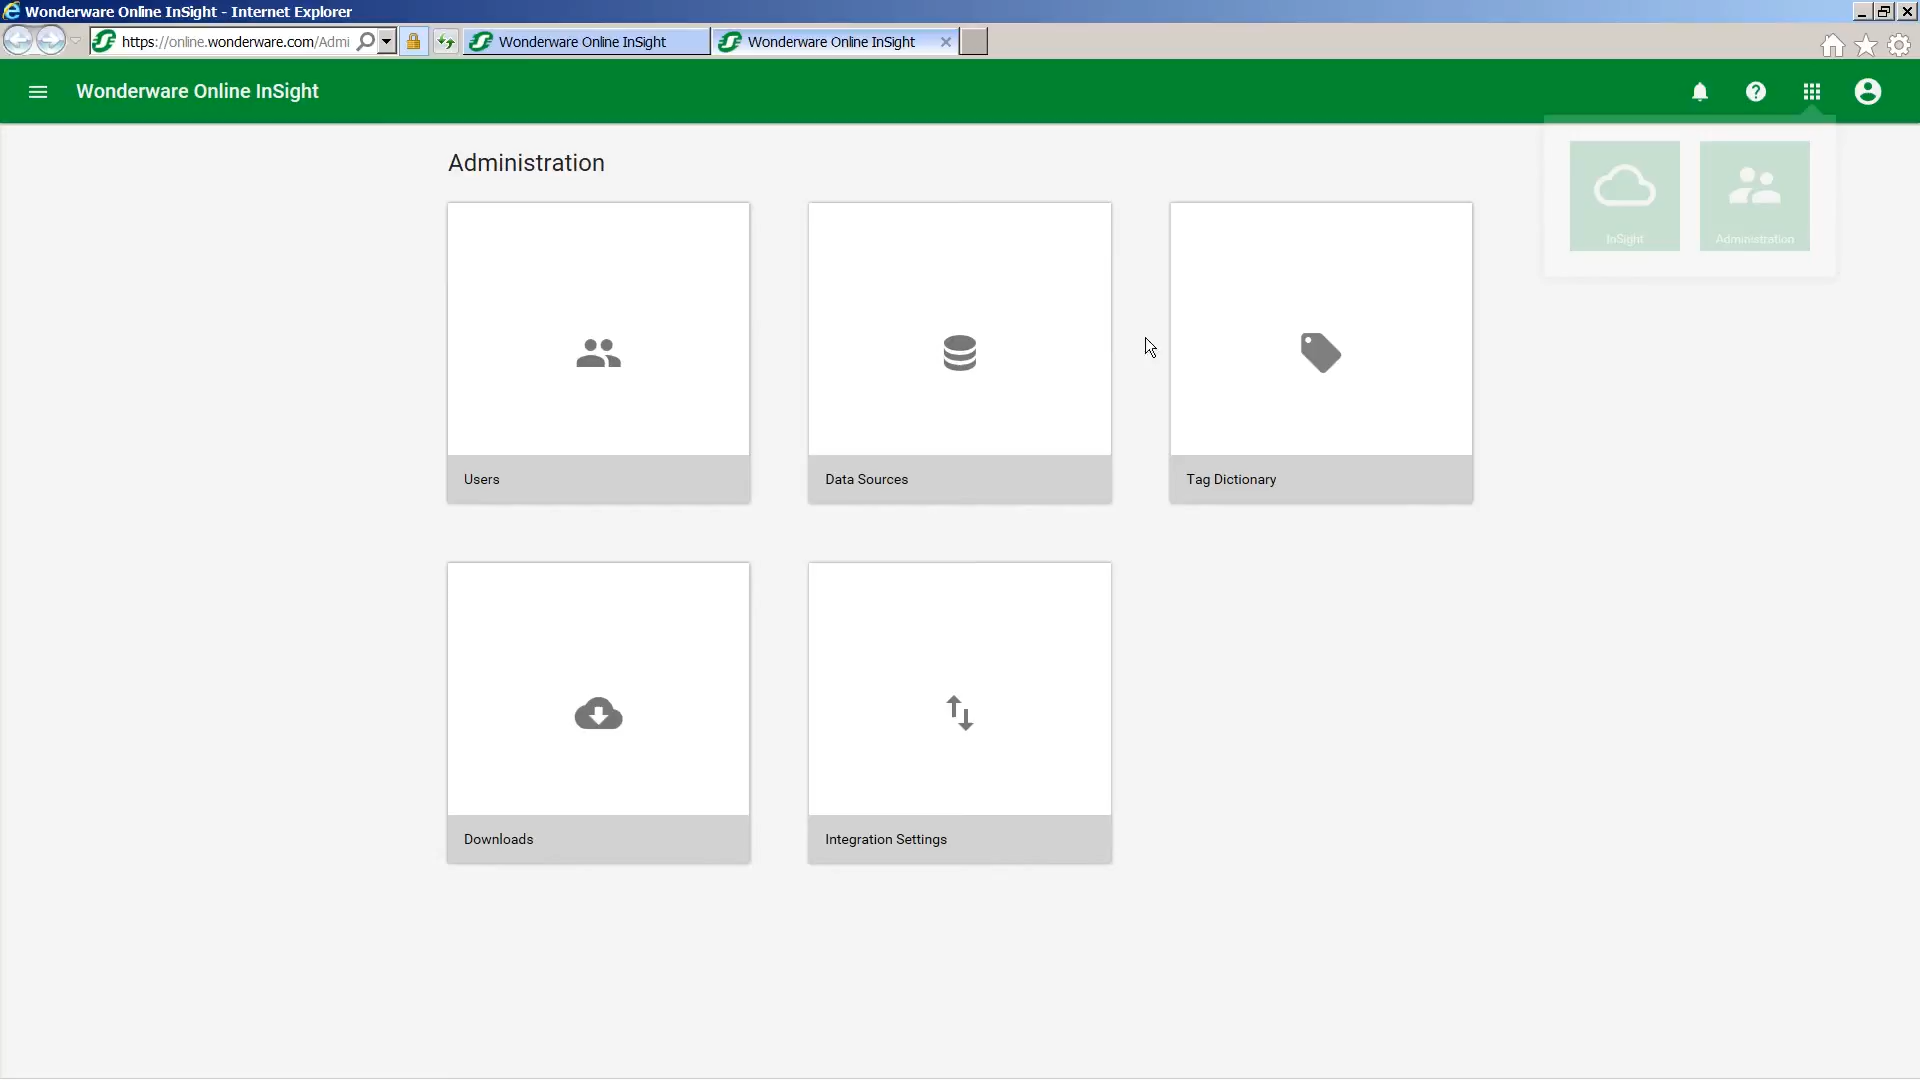 Wonderware Online InSight - Internet Explorer
https://online.wonderware.com/Admi
Wonderware Online InSight
Wonderware Online InSight
Wonderware Online InSight
Administration
InSight
Administration
Users
Data Sources
Tag Dictionary
Downloads
Integration Settings